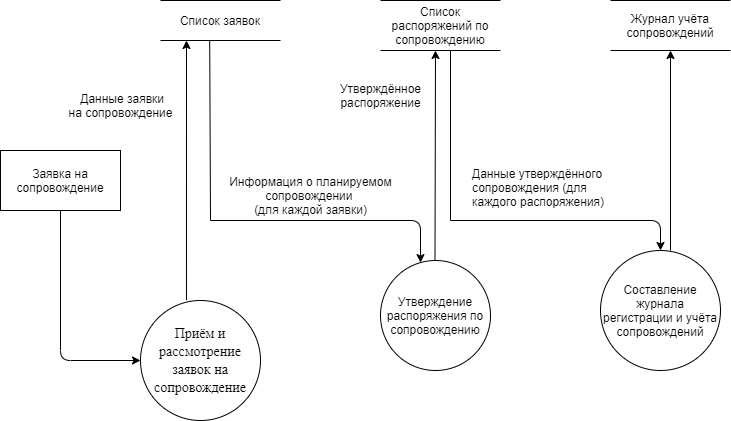 Список заявок
Список
распоряжений по
сопровождению
Журнал учёта
сопровождений
Данные заявки
на сопровождение
Утверждённое
распоряжение
Заявка на
сопровождение
Информация о планируемом
сопровождении
(для каждой заявки)
Данные утверждённого
сопровождения (для
каждого распоряжения)
Приём и
рассмотрение
заявок на
сопровождение
Утверждение
распоряжения по
сопровождению
Составление
журнала
регистрации и учёта
сопровождений